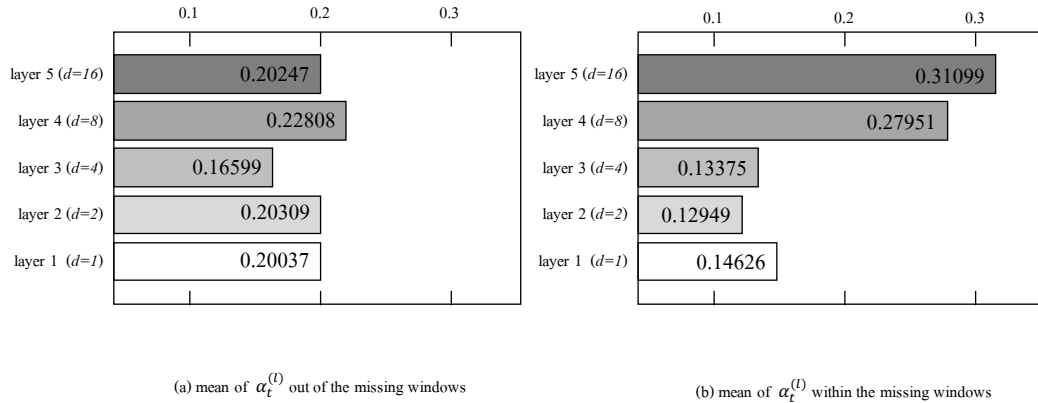 0.1 0.2 0.3
layer 5 (d=16) 0.20247
layer 4 (d=8) 0.22808
layer 3 (d=4) 0.16599
layer 2 (d=2) 0.20309
layer 1 (d=1) 0.20037
(a) mean of α_t^(l) out of the missing windows
0.1 0.2 0.3
layer 5 (d=16) 0.31099
layer 4 (d=8) 0.27951
layer 3 (d=4) 0.13375
layer 2 (d=2) 0.12949
layer 1 (d=1) 0.14626
(b) mean of α_t^(l) within the missing windows